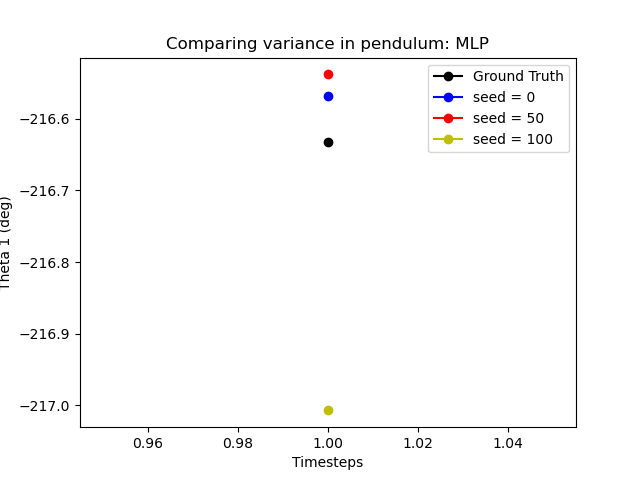 Comparing variance in pendulum: MLP
Ground Truth
seed = 0
seed = 50
seed = 100
Theta 1 (deg)
−216.6
−216.7
−216.8
−216.9
−217.0
0.96
0.98
1.00
1.02
1.04
Timesteps